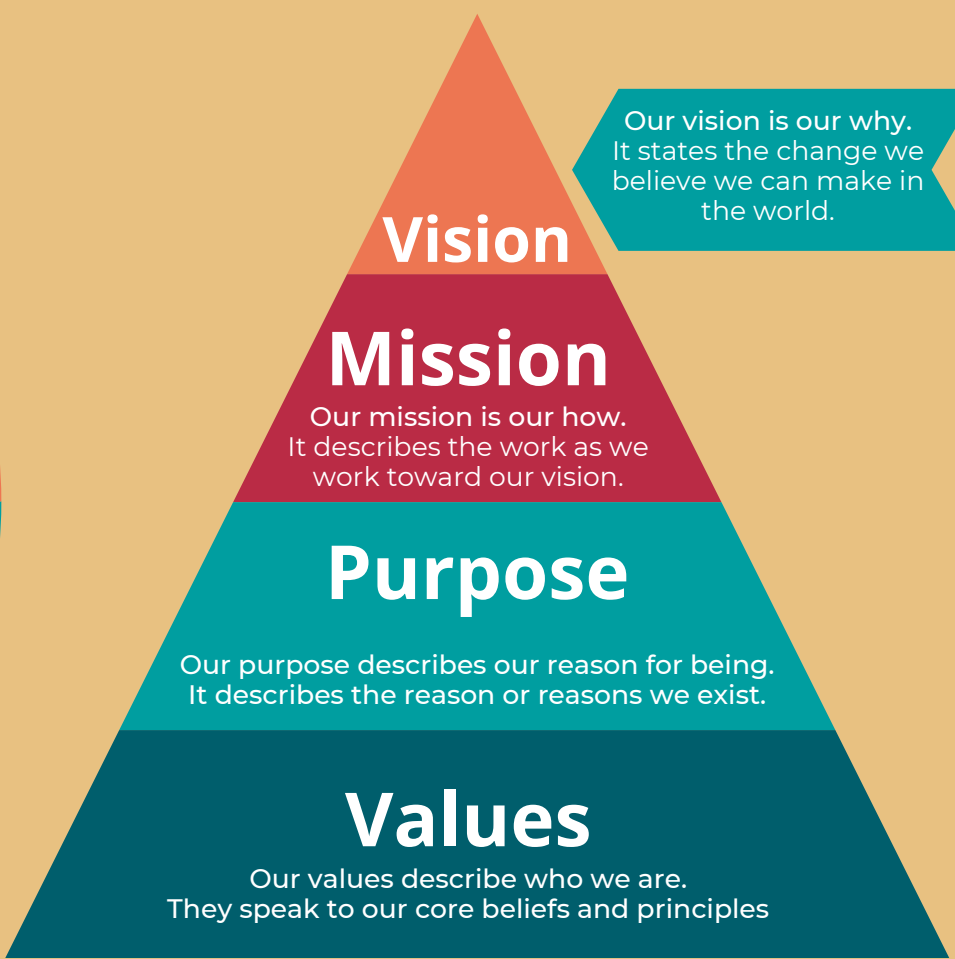 Our vision is our why.
It states the change we
believe we can make in
the world.
Vision
Mission
Our mission is our how.
It describes the work as we
work toward our vision.
Purpose
Our purpose describes our reason for being.
It describes the reason or reasons we exist.
Values
Our values describe who we are.
They speak to our core beliefs and principles